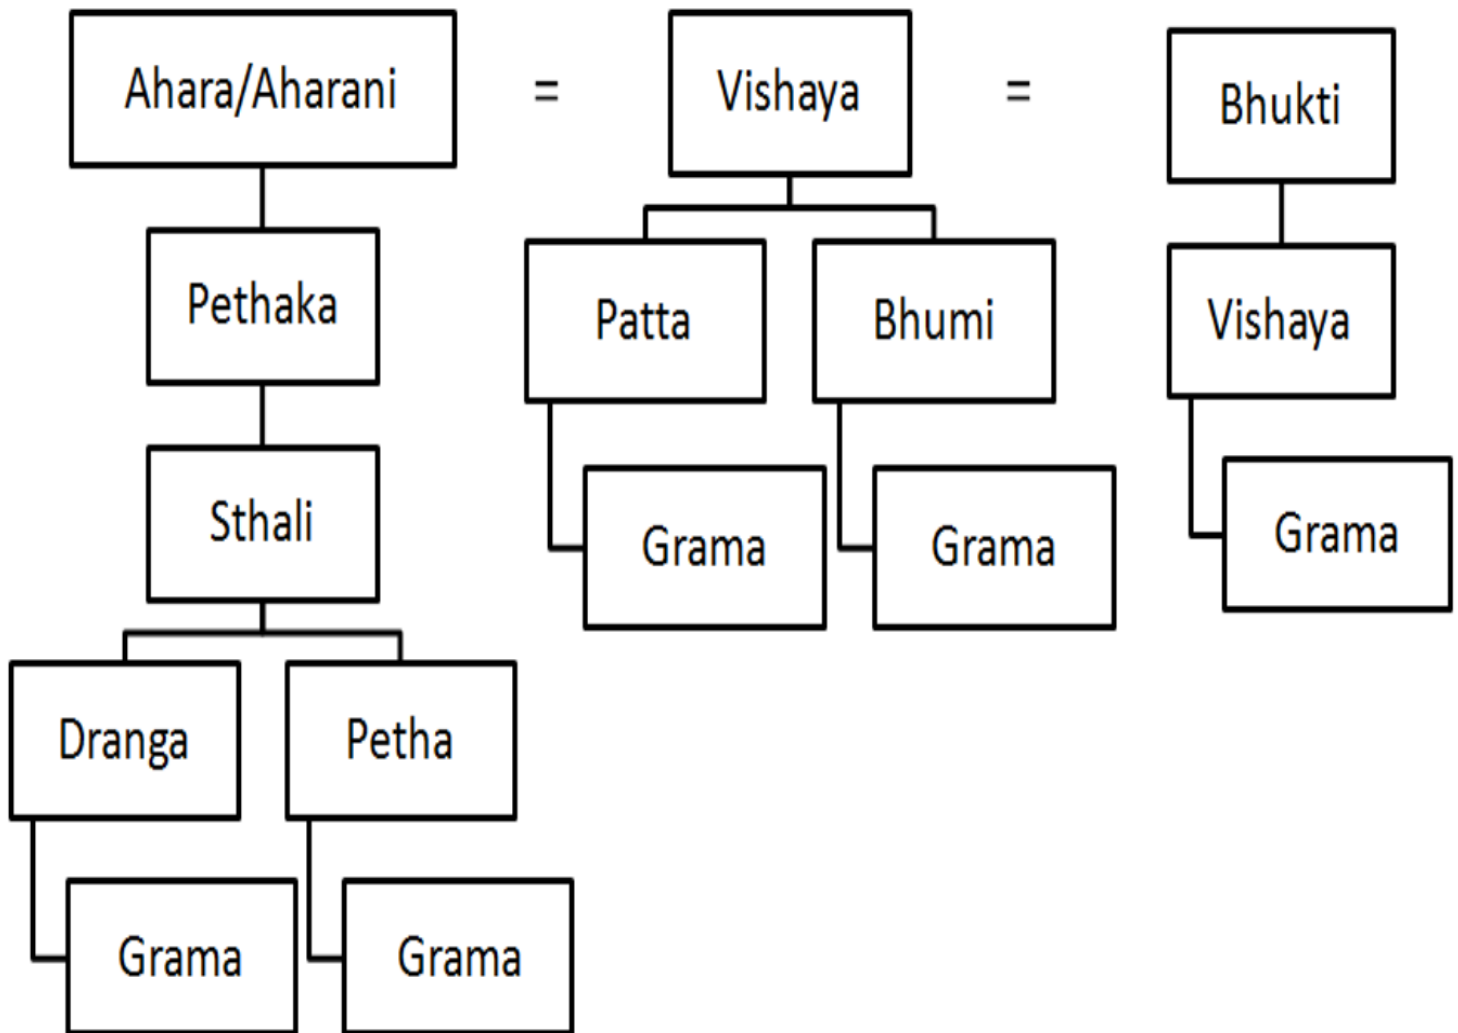 Ahara/Aharani = Vishaya = Bhukti
Pethaka
Patta
Bhumi
Vishaya
Sthali
Grama
Grama
Grama
Dranga
Petha
Grama
Grama